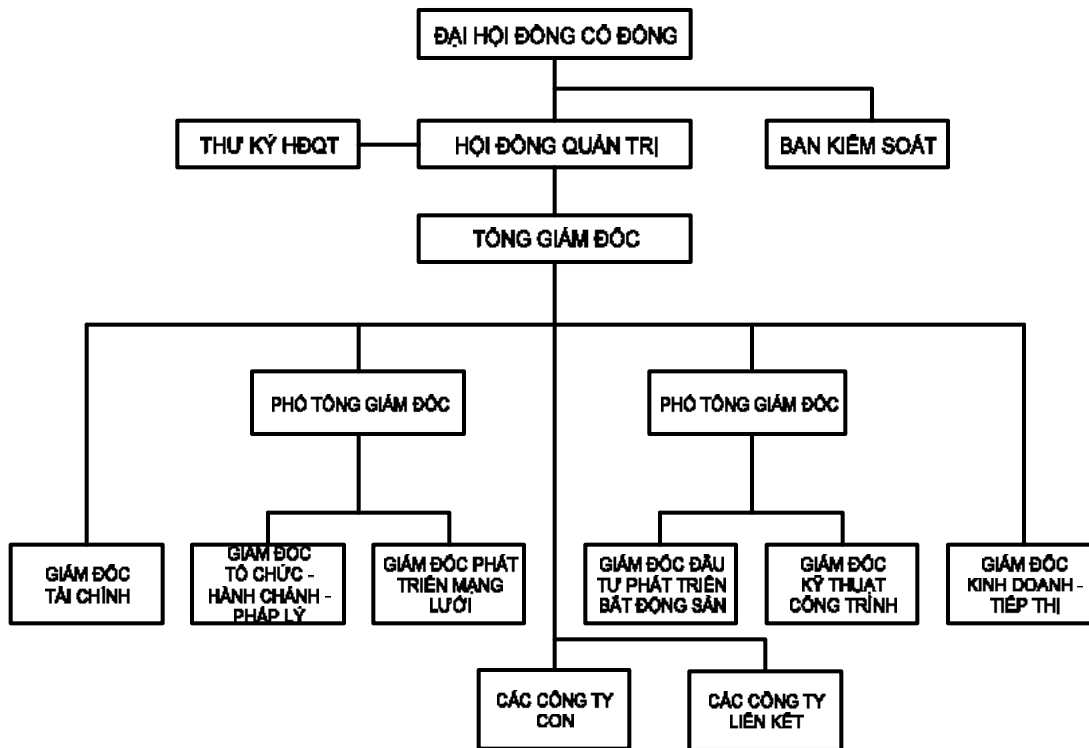 ĐẠI HỘI ĐỒNG CỔ ĐÔNG
THƯ KÝ HĐQT
HỘI ĐỒNG QUẢN TRỊ
BAN KIỂM SOÁT
TỔNG GIÁM ĐỐC
PHÓ TỔNG GIÁM ĐỐC
PHÓ TỔNG GIÁM ĐỐC
GIÁM ĐỐC
TÀI CHÍNH
GIÁM ĐỐC
TỔ CHỨC -
HÀNH CHÁNH -
PHÁP LÝ
GIÁM ĐỐC PHÁT
TRIỂN MẠNG
LƯỚI
GIÁM ĐỐC ĐẦU
TƯ PHÁT TRIỂN
BẤT ĐỘNG SẢN
GIÁM ĐỐC
KỸ THUẬT
CÔNG TRÌNH
GIÁM ĐỐC
KINH DOANH -
TIẾP THỊ
CÁC CÔNG TY
CON
CÁC CÔNG TY
LIÊN KẾT